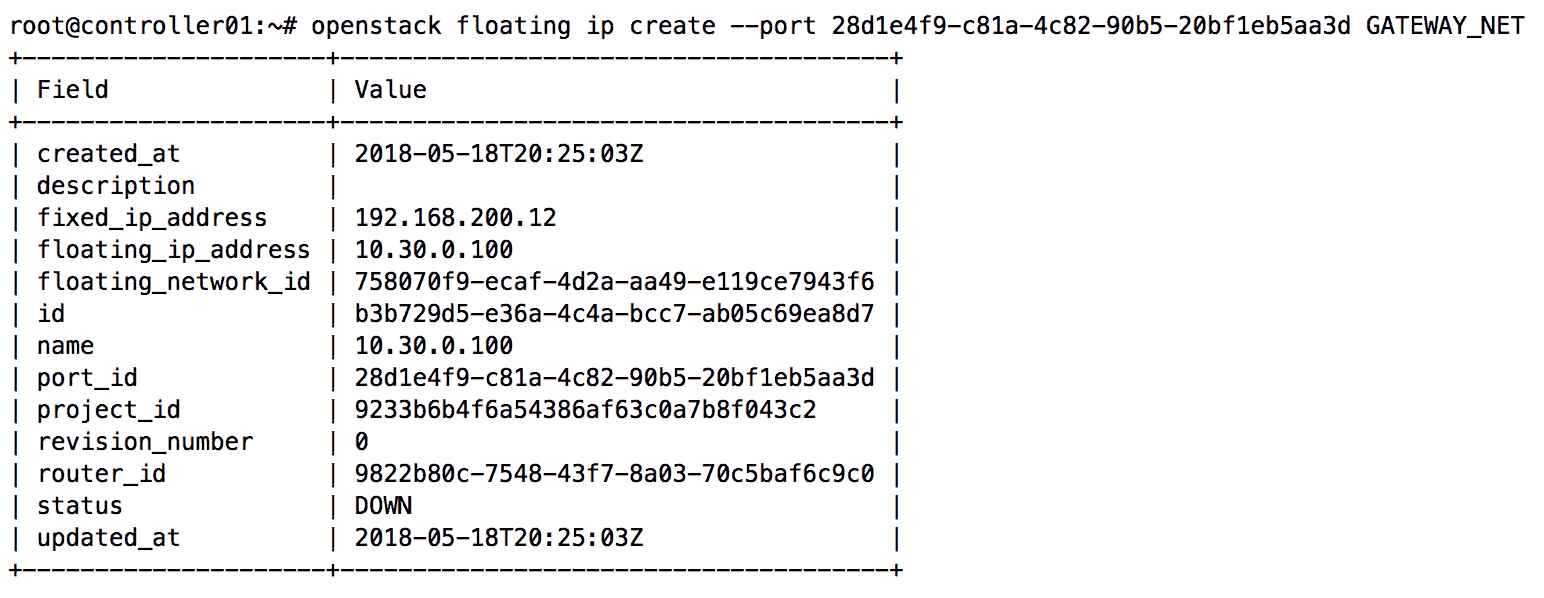 root@controller01:~# openstack floating ip create --port 28d1e4f9-c81a-4c82-90b5-20bf1eb5aa3d GATEWAY_NET
+---------------------+--------------------------------------+
| Field               | Value                                |
+---------------------+--------------------------------------+
| created_at          | 2018-05-18T20:25:03Z                 |
| description         |                                      |
| fixed_ip_address    | 192.168.200.12                       |
| floating_ip_address | 10.30.0.100                          |
| floating_network_id | 758070f9-ecaf-4d2a-aa49-e119ce7943f6 |
| id                  | b3b729d5-e36a-4c4a-bcc7-ab05c69ea8d7 |
| name                | 10.30.0.100                          |
| port_id             | 28d1e4f9-c81a-4c82-90b5-20bf1eb5aa3d |
| project_id          | 9233b6b4f6a54386af63c0a7b8f043c2     |
| revision_number     | 0                                    |
| router_id           | 9822b80c-7548-43f7-8a03-70c5baf6c9c0 |
| status              | DOWN                                 |
| updated_at          | 2018-05-18T20:25:03Z                 |
+---------------------+--------------------------------------+